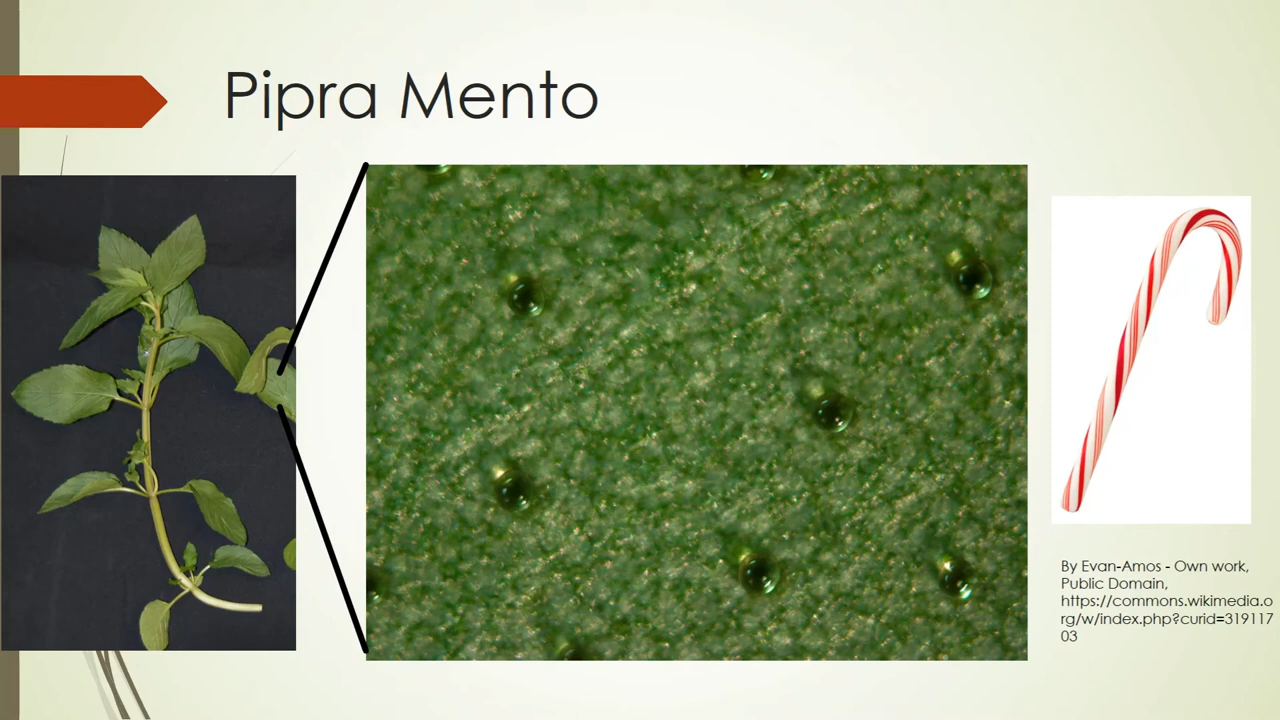 Pipra Mento
By Evan-Amos - Own work,
Public Domain,
https://commons.wikimedia.o
rg/w/index.php?curid=319117
03